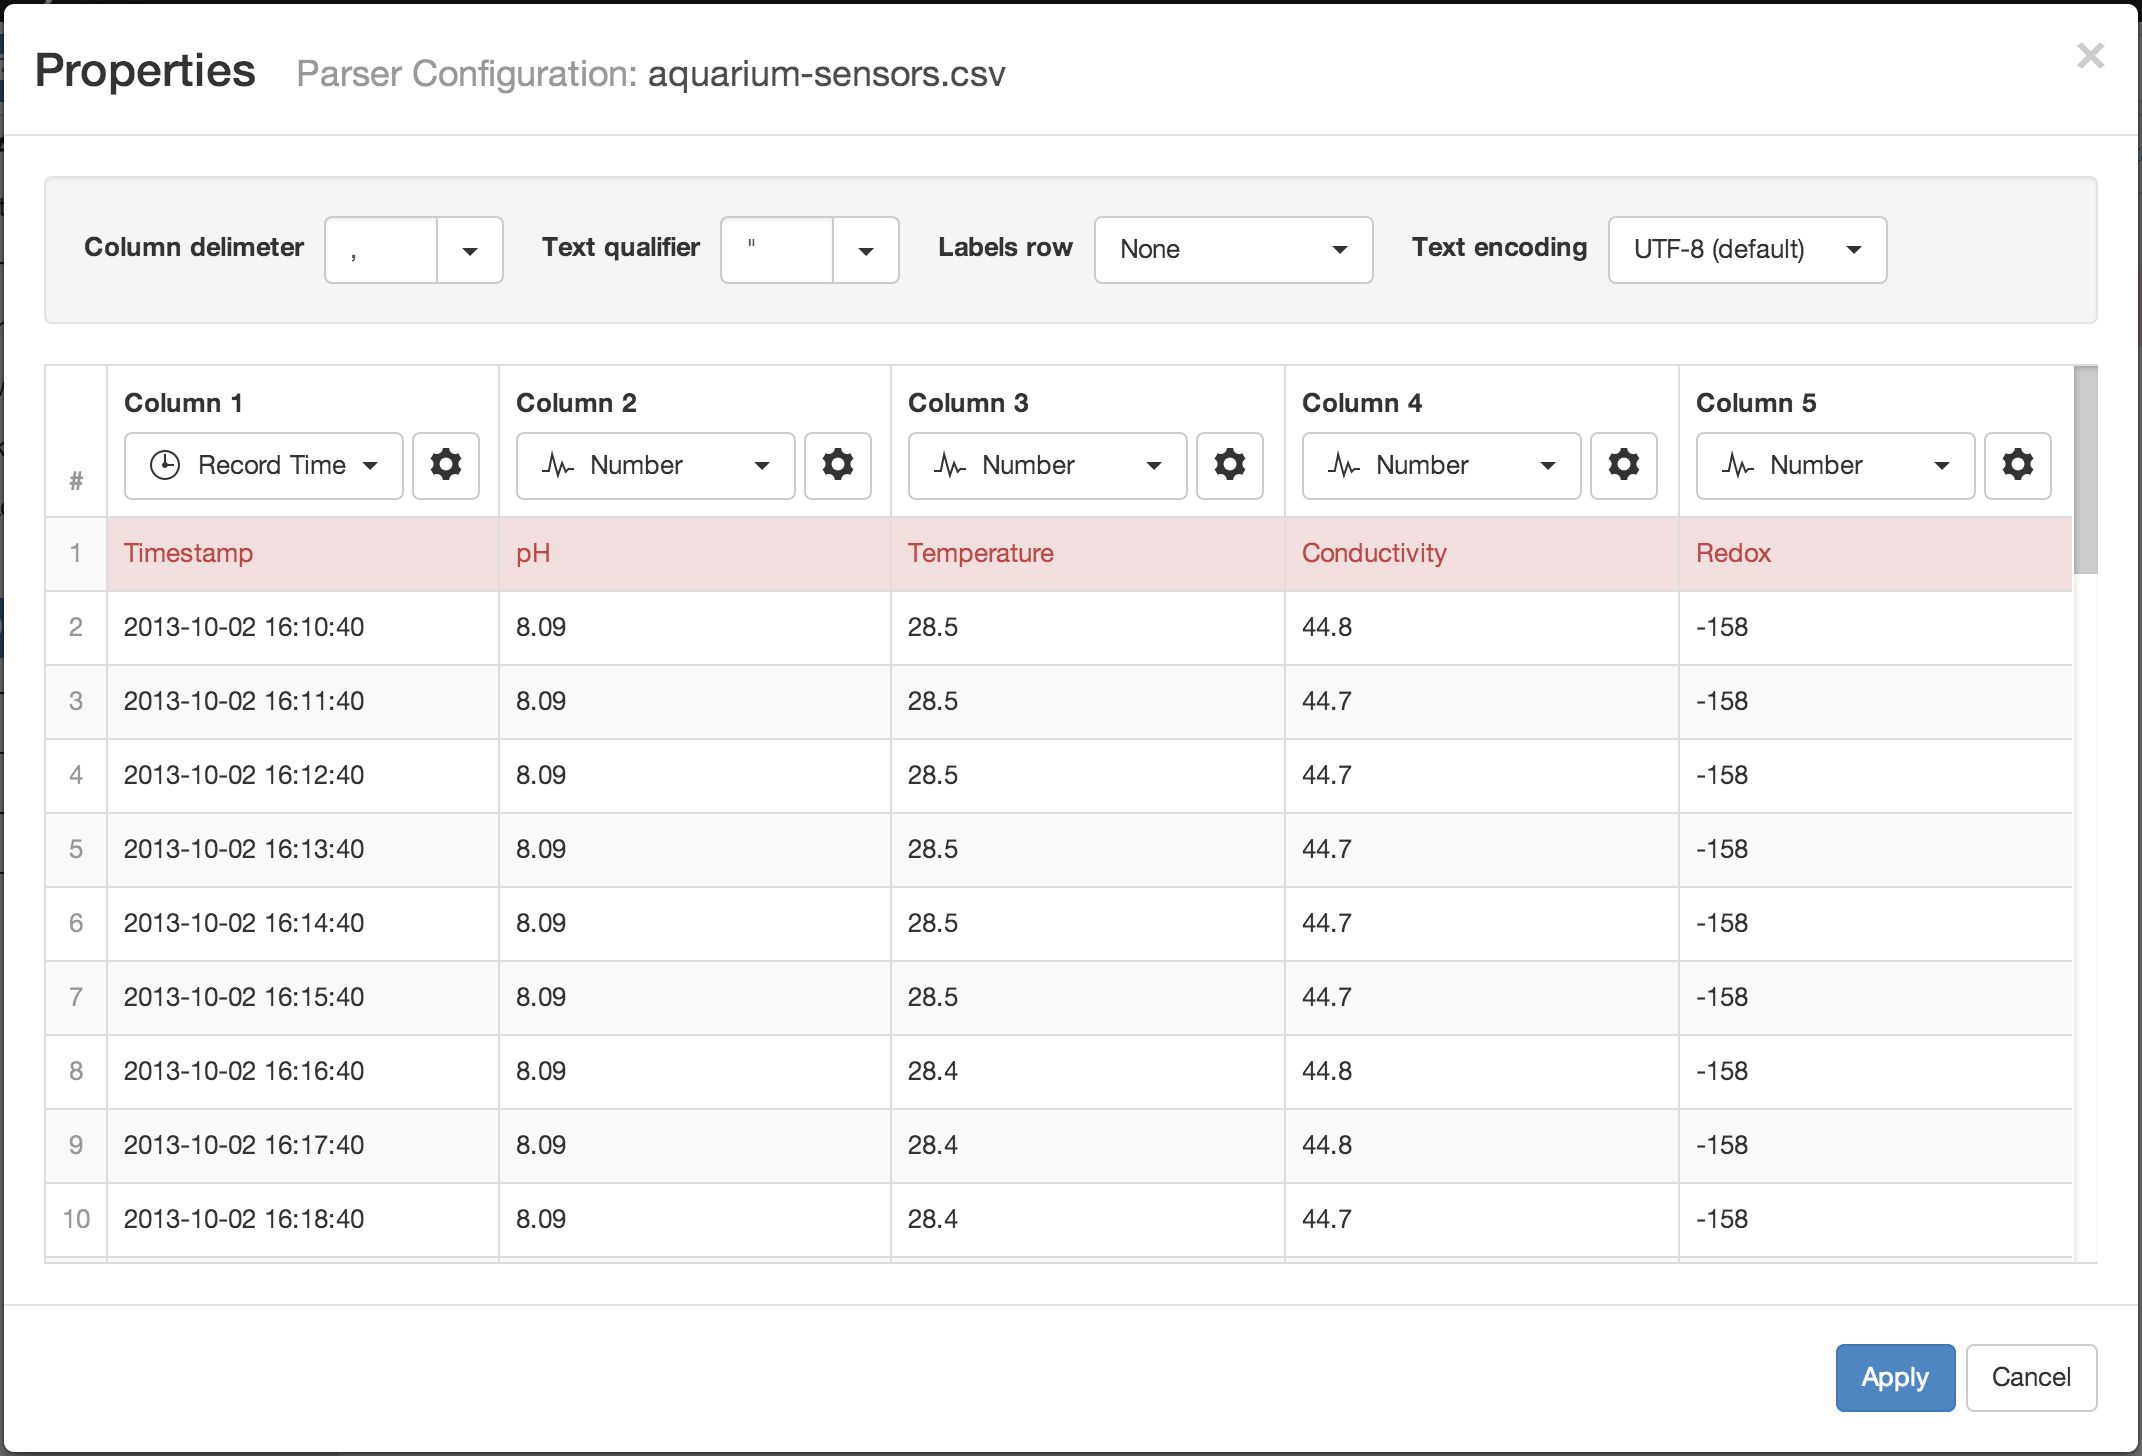 Properties Parser Configuration: aquarium-sensors.csv ×
Column delimeter , Text qualifier " Labels row None Text encoding UTF-8 (default)
Column 1 Column 2 Column 3 Column 4 Column 5
# Record Time Number Number Number Number
1 Timestamp pH Temperature Conductivity Redox
2 2013-10-02 16:10:40 8.09 28.5 44.8 -158
3 2013-10-02 16:11:40 8.09 28.5 44.7 -158
4 2013-10-02 16:12:40 8.09 28.5 44.7 -158
5 2013-10-02 16:13:40 8.09 28.5 44.7 -158
6 2013-10-02 16:14:40 8.09 28.5 44.7 -158
7 2013-10-02 16:15:40 8.09 28.5 44.7 -158
8 2013-10-02 16:16:40 8.09 28.4 44.8 -158
9 2013-10-02 16:17:40 8.09 28.4 44.8 -158
10 2013-10-02 16:18:40 8.09 28.4 44.7 -158
Apply Cancel